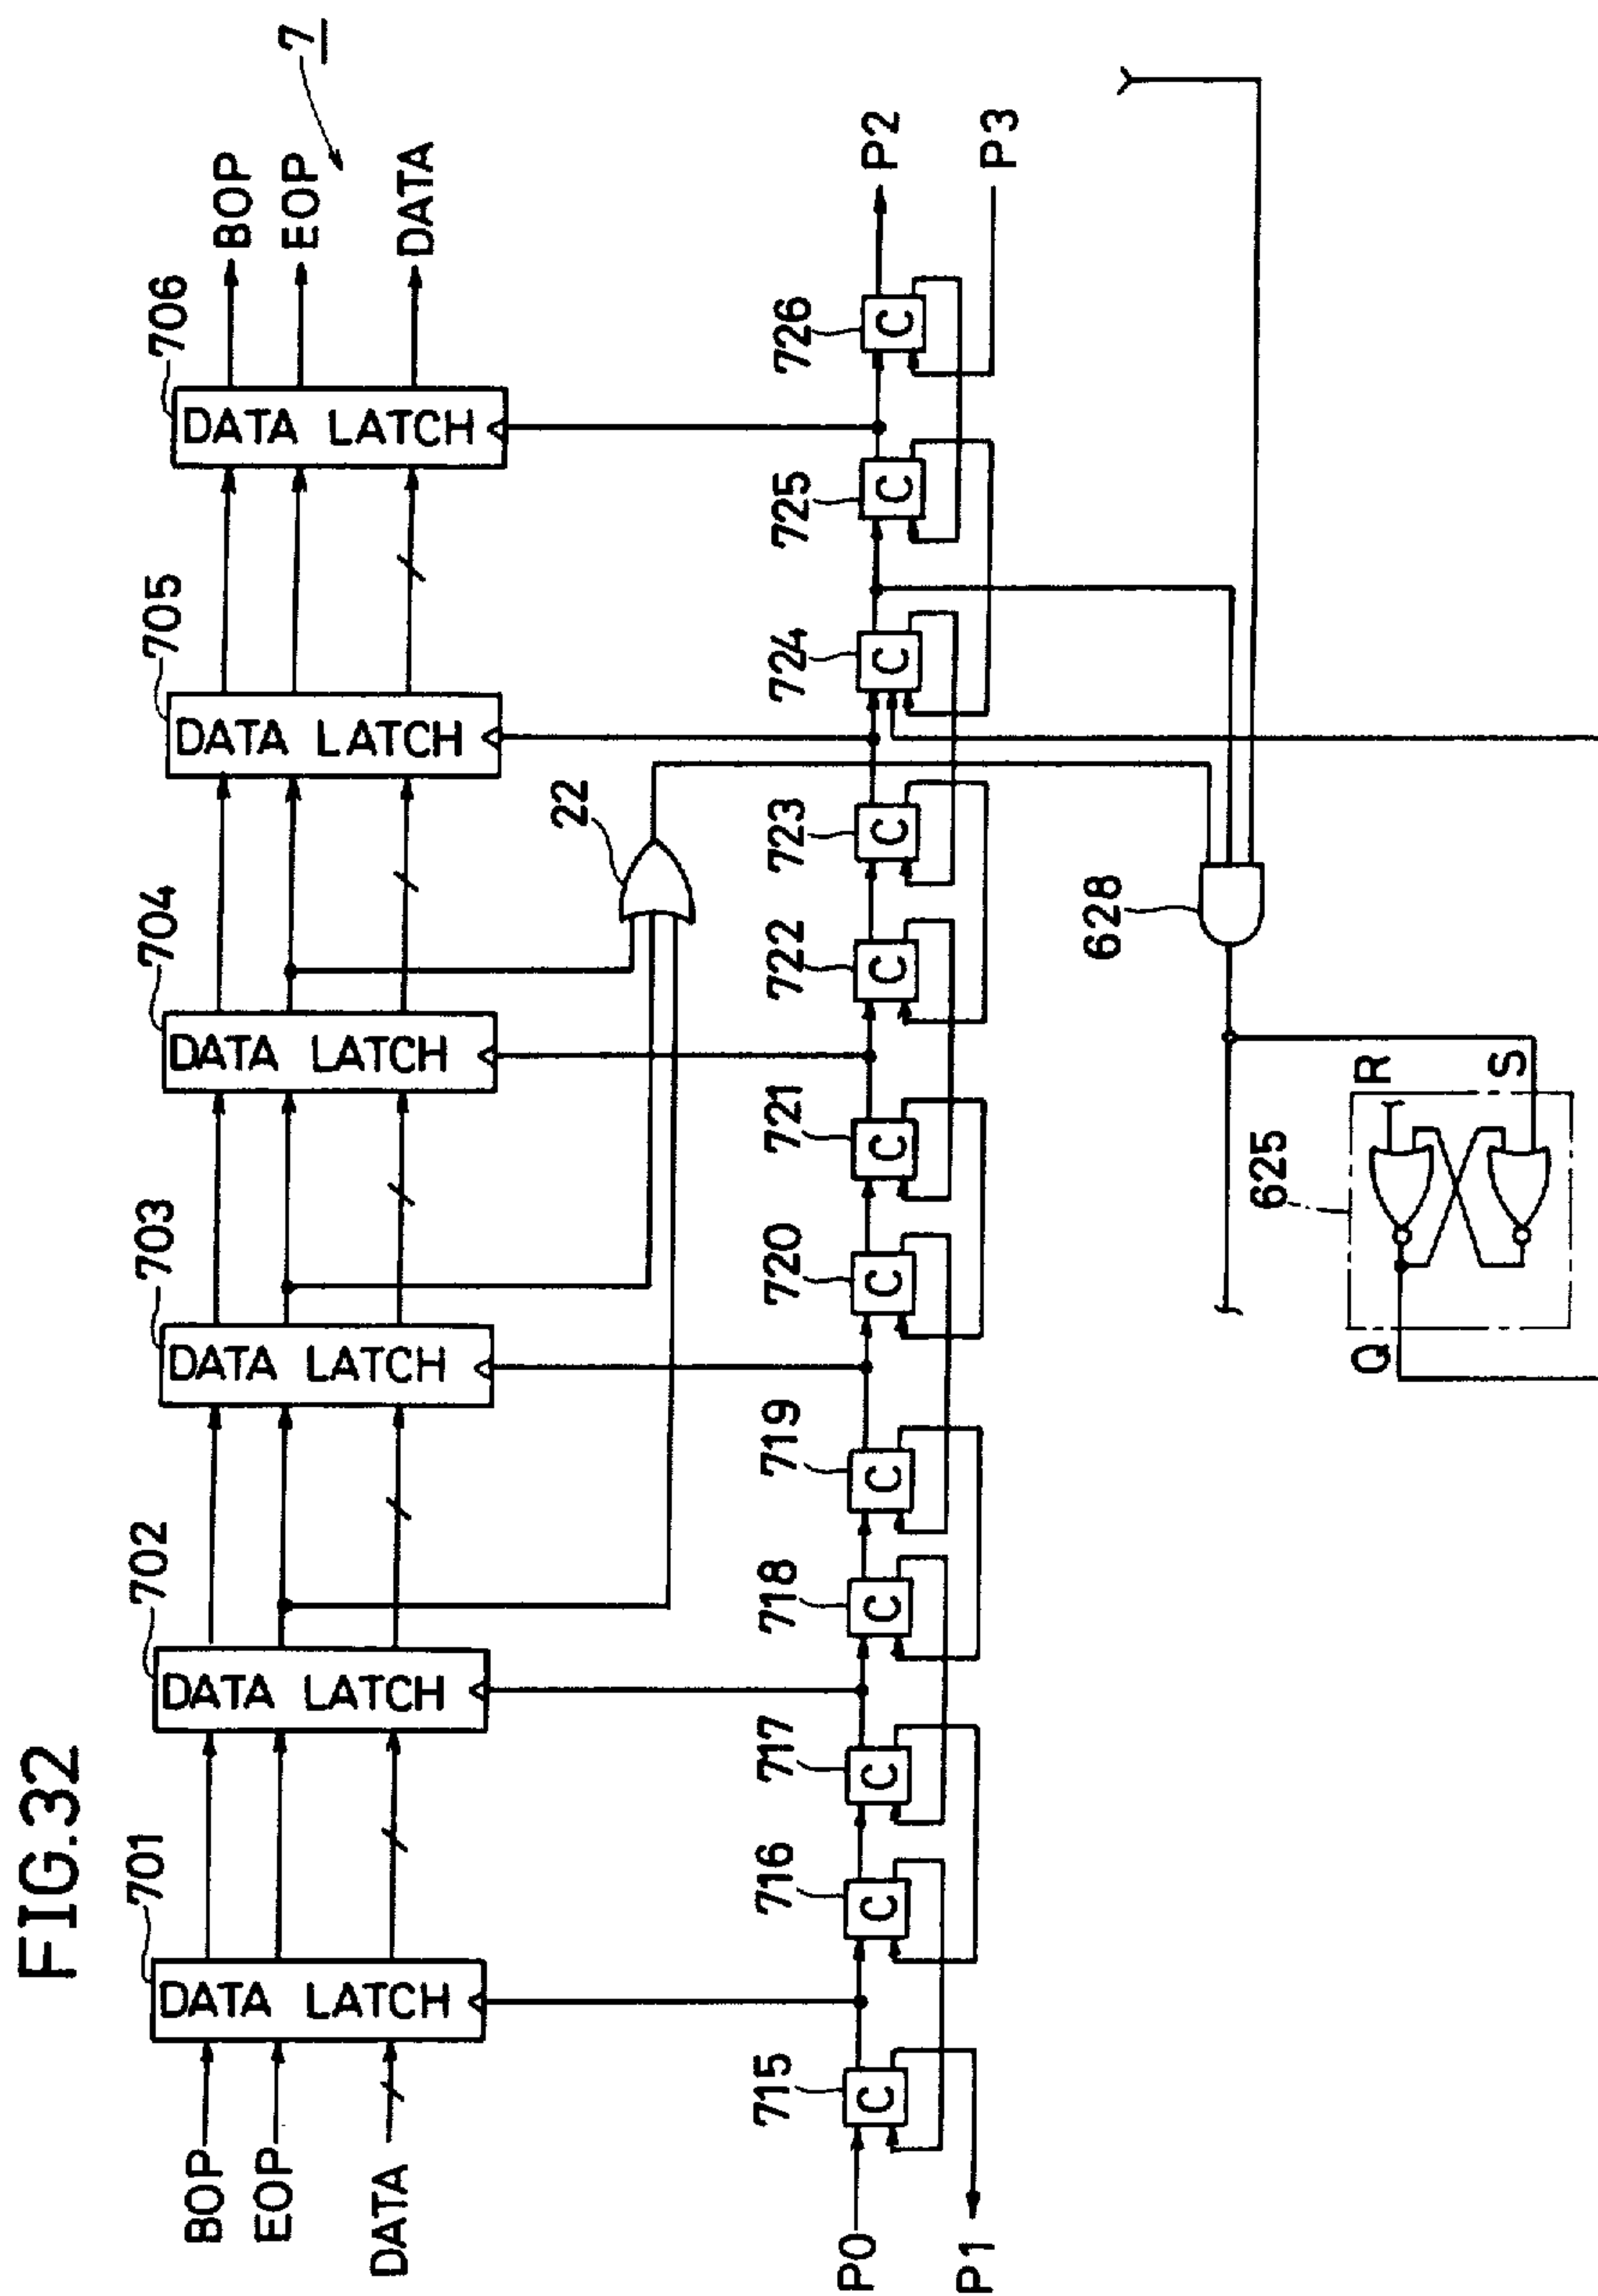 FIG.32
7
701
702
703
704
705
706
BOP
EOP
DATA
DATA LATCH
DATA LATCH
DATA LATCH
DATA LATCH
DATA LATCH
DATA LATCH
BOP
EOP
DATA
22
715
716
717
718
719
720
721
722
723
724
725
726
P0
C
C
C
C
C
C
C
C
C
C
C
C
P2
P1
P3
628
625
R
S
Q